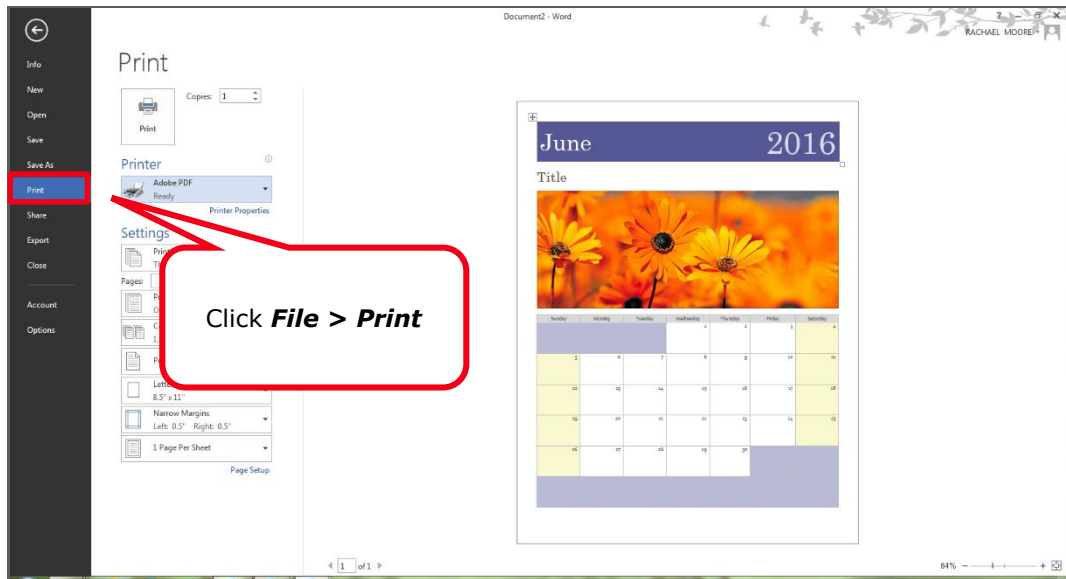 Document2 - Word
? - X
RACHAEL MOORE
Info
New
Open
Save
Save As
Print
Share
Export
Close
Account
Options
Print
Copies: 1
Print
Printer
Adobe PDF
Ready
Printer Properties
Settings
Print
Pages:
Letter
8.5" x 11"
Narrow Margins
Left: 0.5" Right: 0.5"
1 Page Per Sheet
Page Setup
Click File > Print
June 2016
Title
Sunday Monday Tuesday Wednesday Thursday Friday Saturday
1 2 3 4
5 6 7 8 9 10 11
12 13 14 15 16 17 18
19 20 21 22 23 24 25
26 27 28 29 30
1 of 1
64% - +